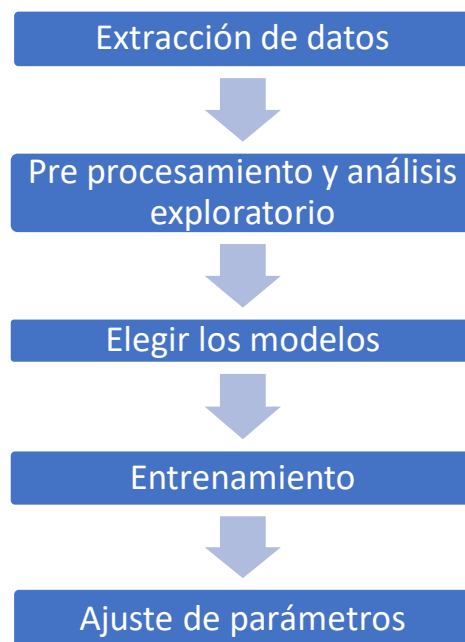 Extracción de datos
Pre procesamiento y análisis
exploratorio
Elegir los modelos
Entrenamiento
Ajuste de parámetros